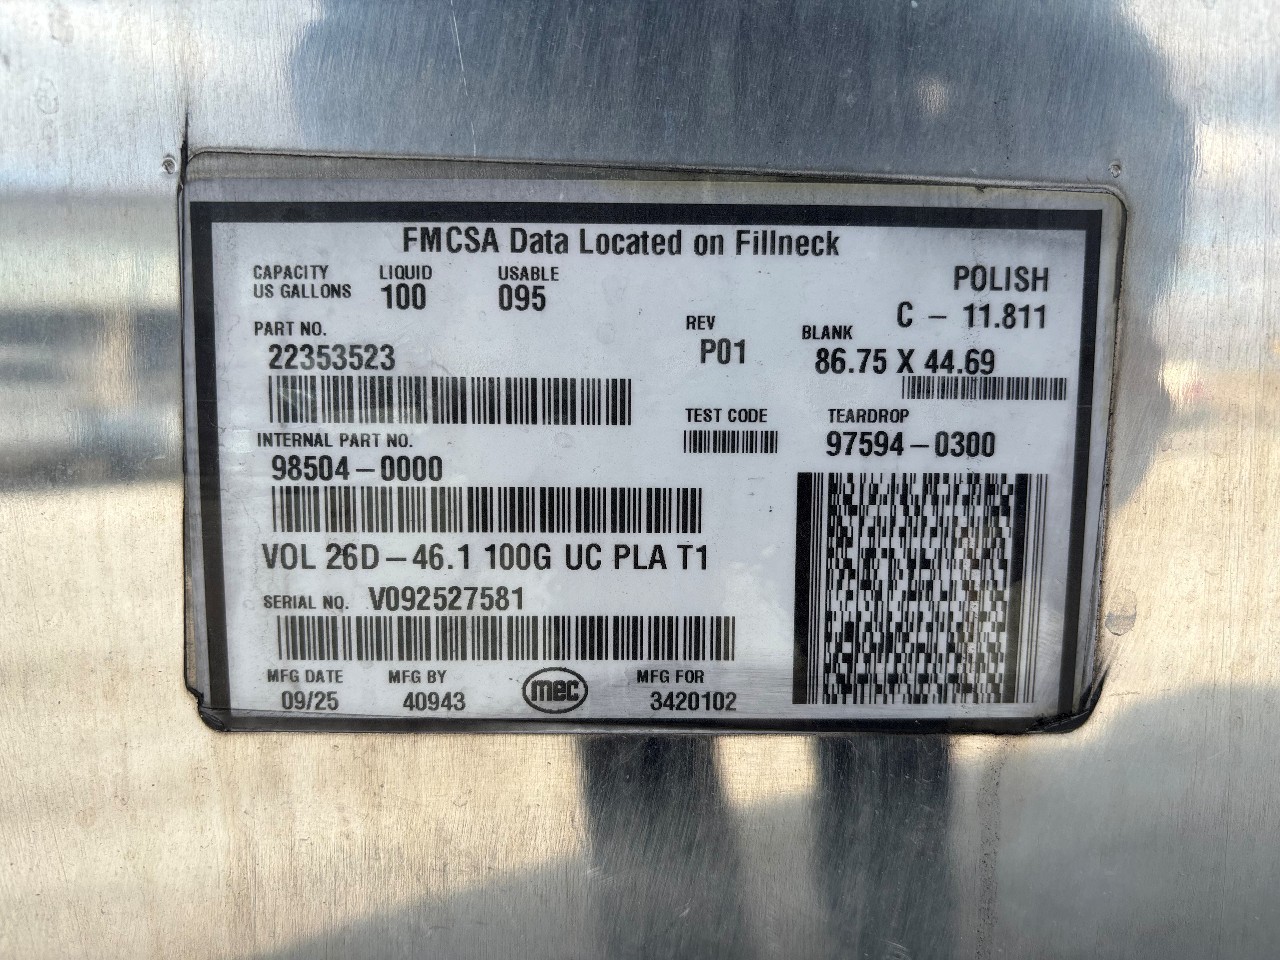 FMCSA Data Located on Fillneck
CAPACITY US GALLONS
LIQUID 100
USABLE 095
POLISH
C - 11.811
PART NO.
22353523
REV
P01
BLANK
86.75 X 44.69
INTERNAL PART NO.
98504-0000
TEST CODE
TEARDROP
97594-0300
VOL 26D-46.1 100G UC PLA T1
SERIAL NO. V092527581
MFG DATE
09/25
MFG BY
40943
mec
MFG FOR
3420102